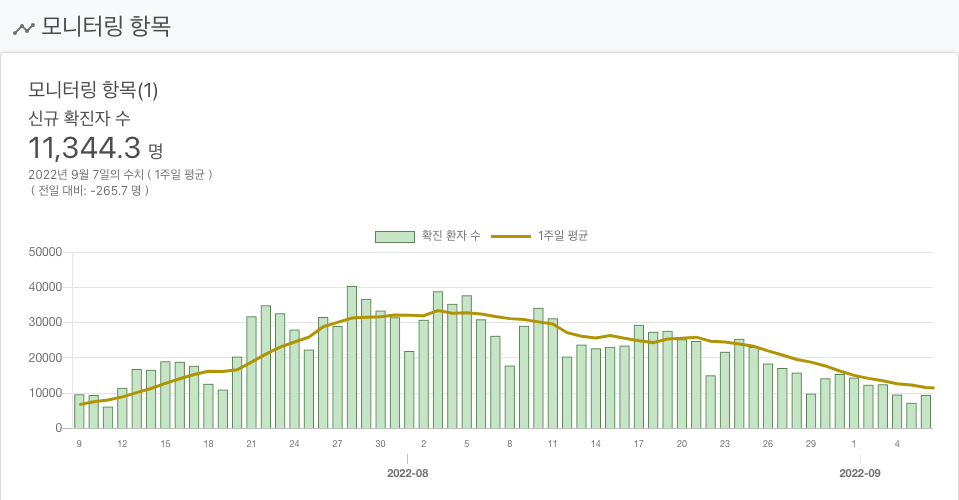 모니터링 항목
모니터링 항목(1)
신규 확진자 수
11,344.3 명
2022년 9월 7일의 수치 ( 1주일 평균 )
( 전일 대비: -265.7 명 )
확진 환자 수 1주일 평균
50000
40000
30000
20000
10000
0
9 12 15 18 21 24 27 30 2 5 8 11 14 17 20 23 26 29 1 4
2022-08 2022-09